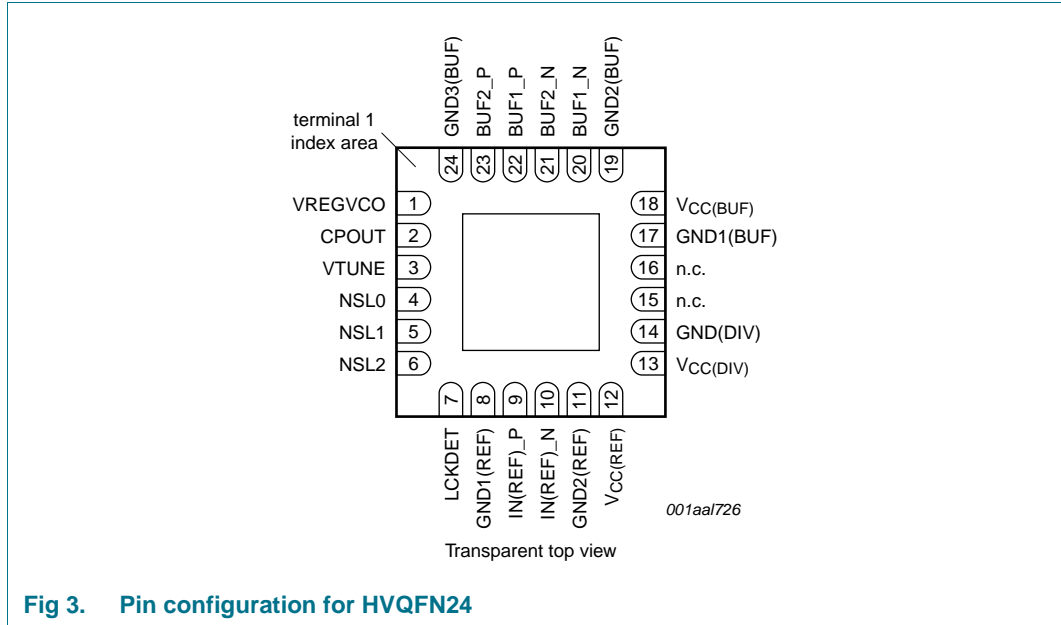 GND3(BUF)
BUF2_P
BUF1_P
BUF2_N
BUF1_N
GND2(BUF)
terminal 1
index area
24 23 22 21 20 19
VREGVCO 1 18 VCC(BUF)
CPOUT 2 17 GND1(BUF)
VTUNE 3 16 n.c.
NSL0 4 15 n.c.
NSL1 5 14 GND(DIV)
NSL2 6 13 VCC(DIV)
7 8 9 10 11 12
LCKDET
GND1(REF)
IN(REF)_P
IN(REF)_N
GND2(REF)
VCC(REF)
001aal726
Transparent top view
Fig 3. Pin configuration for HVQFN24